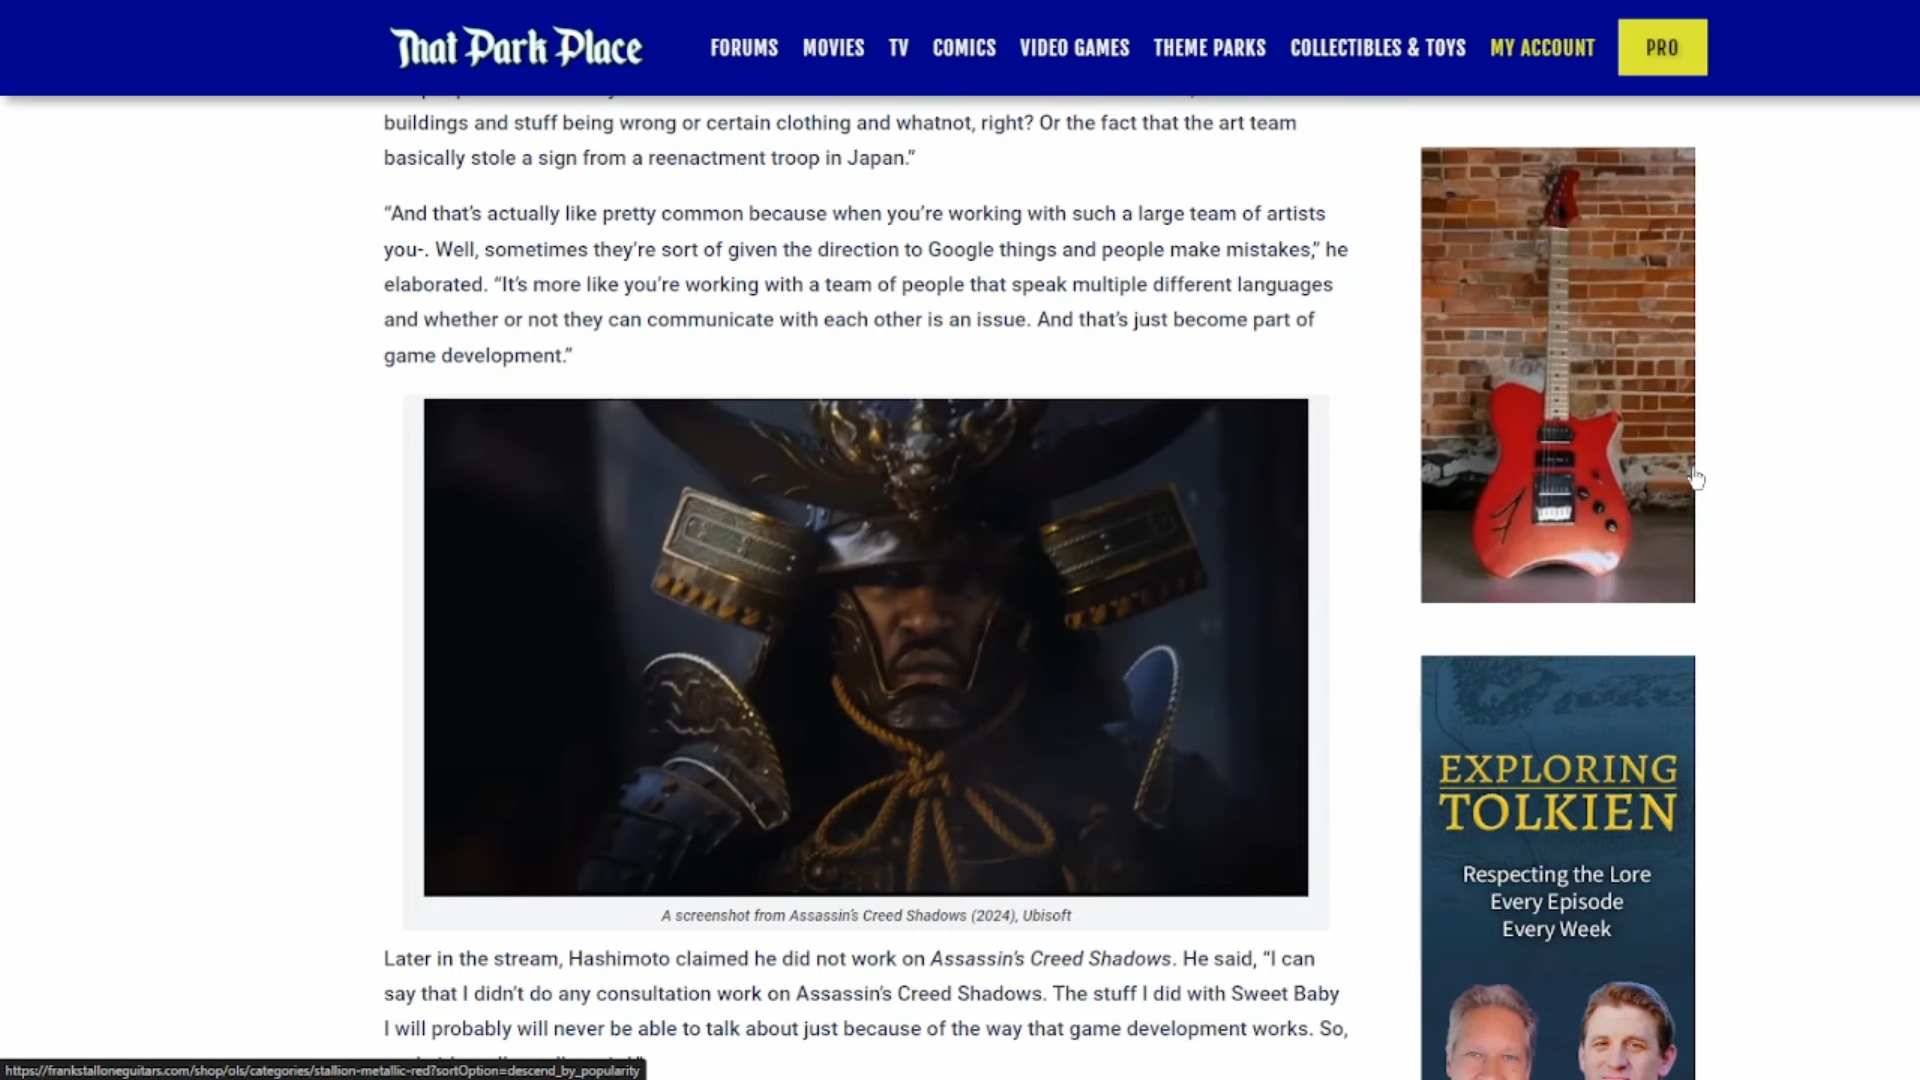 That Park Place
FORUMS MOVIES TV COMICS VIDEO GAMES THEME PARKS COLLECTIBLES & TOYS MY ACCOUNT PRO
buildings and stuff being wrong or certain clothing and whatnot, right? Or the fact that the art team
basically stole a sign from a reenactment troop in Japan.”
“And that’s actually like pretty common because when you’re working with such a large team of artists
you-. Well, sometimes they’re sort of given the direction to Google things and people make mistakes,” he
elaborated. “It’s more like you’re working with a team of people that speak multiple different languages
and whether or not they can communicate with each other is an issue. And that’s just become part of
game development.”
A screenshot from Assassin’s Creed Shadows (2024), Ubisoft
Later in the stream, Hashimoto claimed he did not work on Assassin’s Creed Shadows. He said, “I can
say that I didn’t do any consultation work on Assassin’s Creed Shadows. The stuff I did with Sweet Baby
I will probably will never be able to talk about just because of the way that game development works. So,
EXPLORING
TOLKIEN
Respecting the Lore
Every Episode
Every Week
https://frankstalloneguitars.com/shop/ols/categories/stallion-metallic-red?sortOption=descend_by_popularity